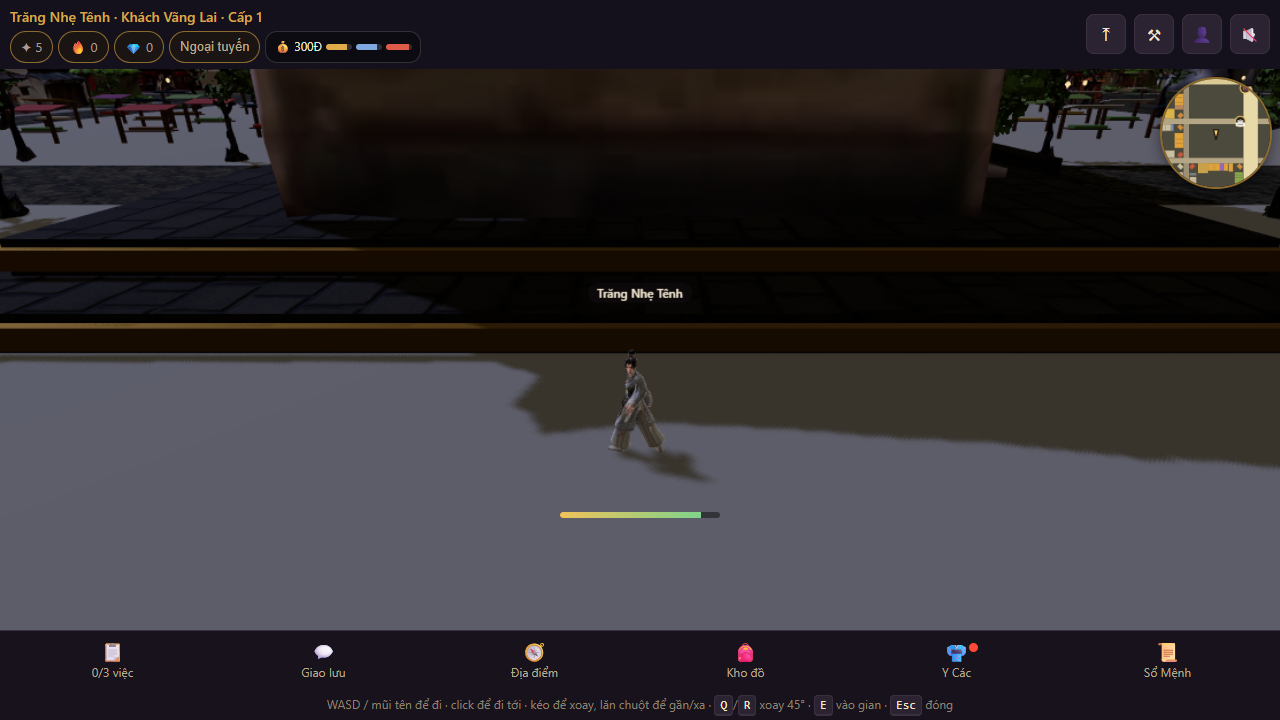 Trăng Nhẹ Tênh · Khách Vãng Lai · Cấp 1
5
0
0
Ngoại tuyến
300Đ
Trăng Nhẹ Tênh
0/3 việc
Giao lưu
Địa điểm
Kho đồ
Y Các
Sổ Mệnh
WASD / mũi tên để đi · click để đi tới · kéo để xoay, lăn chuột để gần/xa · Q/R xoay 45° · E vào gian · Esc đóng